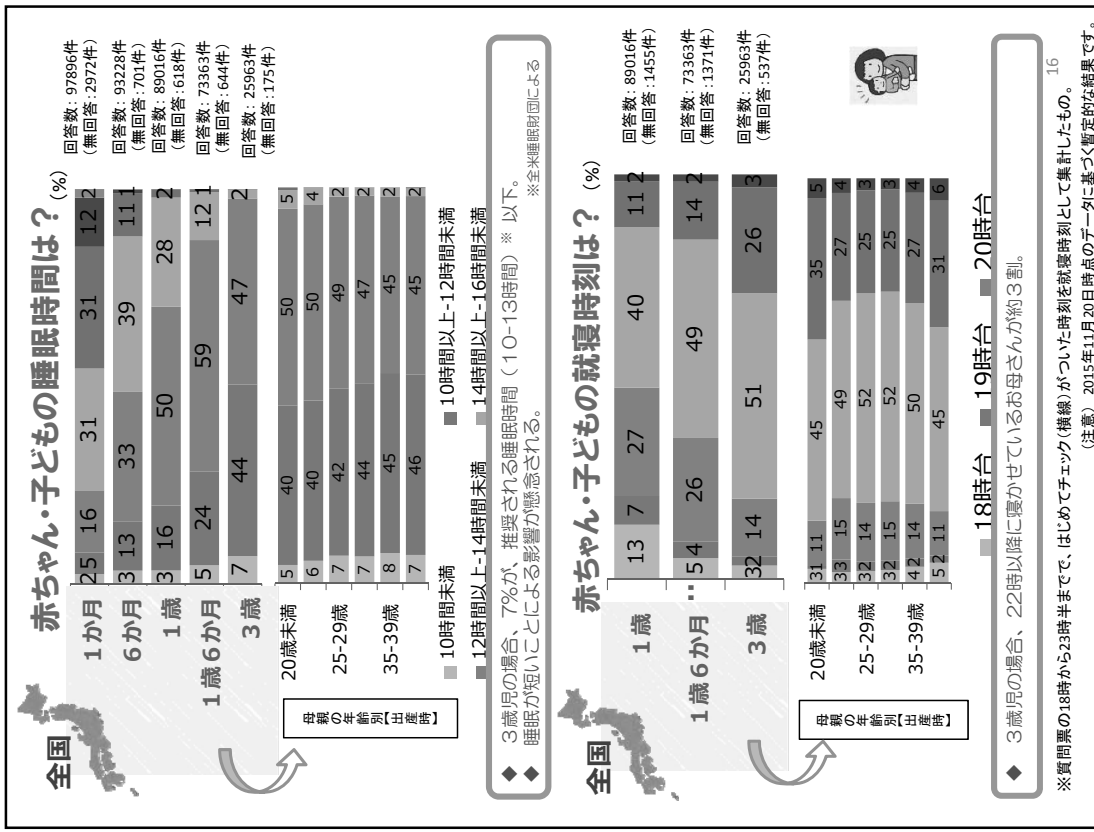 全国
赤ちゃん・子どもの睡眠時間は？
(%)
1か月 2 5 16 31 31 12 2
回答数: 97896件
(無回答: 2972件)
6か月 3 13 33 39 11 1
回答数: 93228件
(無回答: 701件)
1歳 3 16 50 28 2
回答数: 89016件
(無回答: 618件)
1歳6か月 5 24 59 12 1
回答数: 73363件
(無回答: 644件)
3歳 7 44 47 2
回答数: 25963件
(無回答: 175件)
母親の年齢別【出産時】
20歳未満 5 40 50 5
6 40 50 4
25-29歳 7 42 49 2
7 44 47 2
35-39歳 8 45 45 2
7 46 45 2
10時間未満 10時間以上-12時間未満
12時間以上-14時間未満 14時間以上-16時間未満
◆ 3歳児の場合、7%が、推奨される睡眠時間（10-13時間）※ 以下。
◆ 睡眠が短いことによる影響が懸念される。
※全米睡眠財団による
全国
赤ちゃん・子どもの就寝時刻は？
(%)
1歳 13 7 27 40 11 2
回答数: 89016件
(無回答: 1455件)
1歳6か月 5 4 26 49 14 2
回答数: 73363件
(無回答: 1371件)
3歳 3 2 14 51 26 3
回答数: 25963件
(無回答: 537件)
母親の年齢別【出産時】
20歳未満 3 1 11 45 35 5
3 3 15 49 27 4
25-29歳 3 2 14 52 25 3
3 2 15 52 25 3
35-39歳 4 2 14 50 27 4
5 2 11 45 31 6
18時台 19時台 20時台
◆ 3歳児の場合、22時以降に寝かせているお母さんが約3割。
16
※質問票の18時から23時半までで、はじめてチェック（横線）がついた時刻を就寝時刻として集計したもの。
（注意） 2015年11月20日時点のデータに基づく暫定的な結果です。